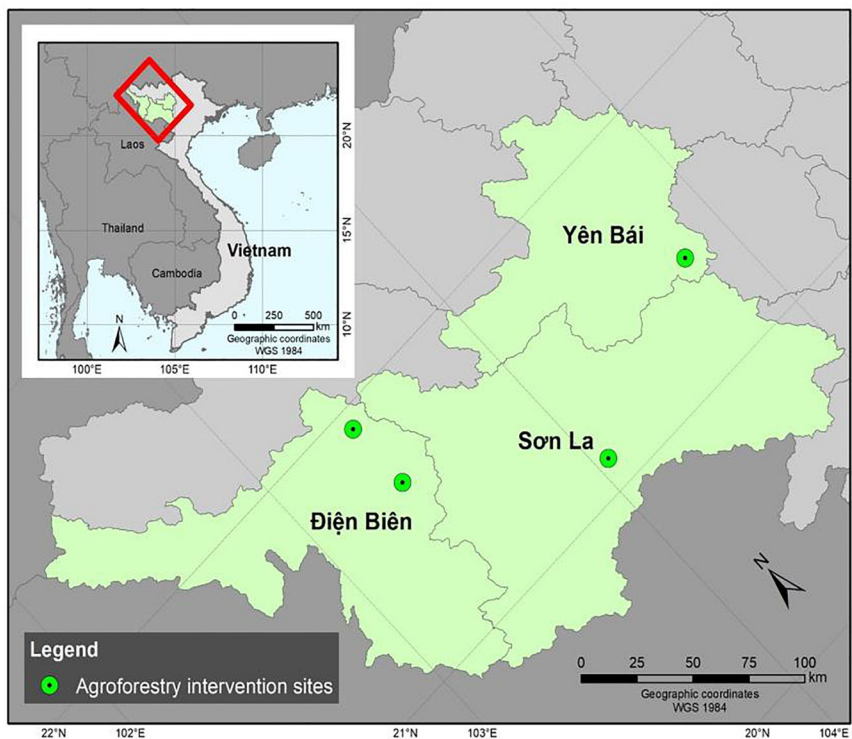 20°N
Laos
Thailand
15°N
Vietnam
Cambodia
N
0 250 500
km
Geographic coordinates
WGS 1984
10°N
100°E 105°E 110°E
Yên Bái
Sơn La
Điện Biên
N
Legend
Agroforestry intervention sites
0 25 50 75 100
km
Geographic coordinates
WGS 1984
22°N 102°E 21°N 103°E 20°N 104°E